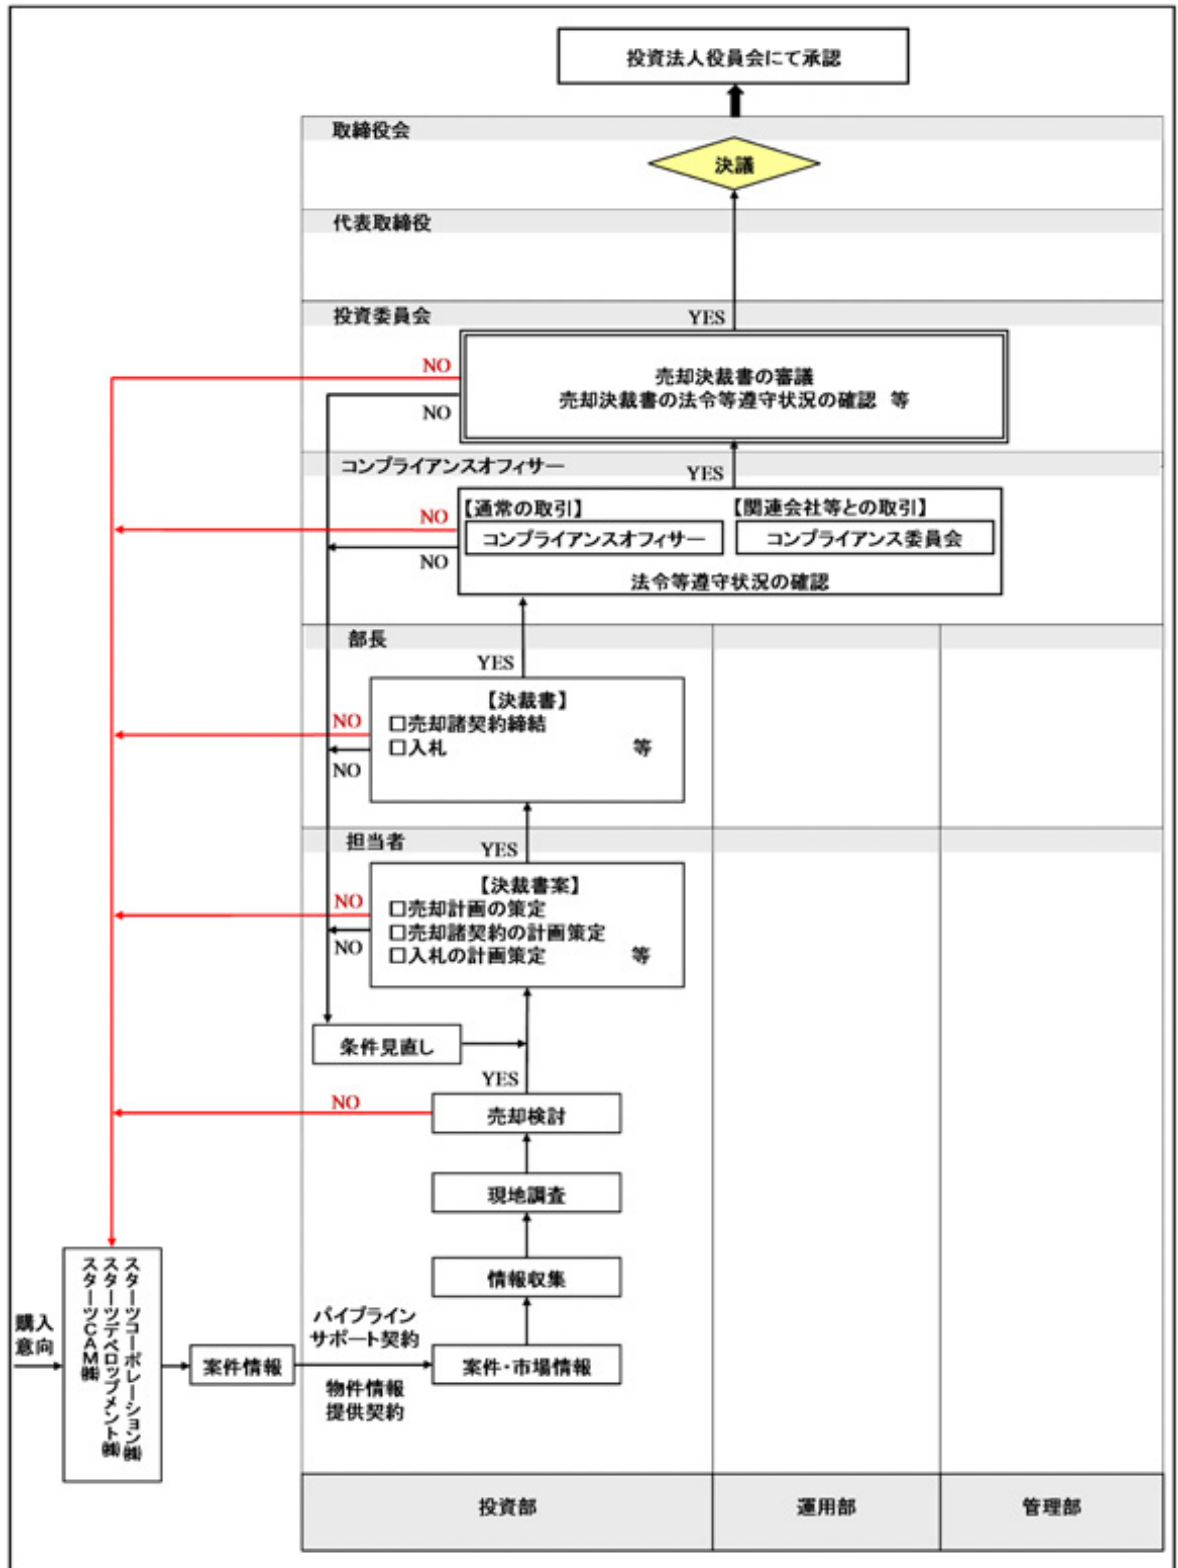 投資法人役員会にて承認
取締役会
決議
代表取締役
投資委員会
YES
NO
NO
売却決裁書の審議
売却決裁書の法令等遵守状況の確認 等
コンプライアンスオフィサー
YES
NO
NO
【通常の取引】
コンプライアンスオフィサー
【関連会社等との取引】
コンプライアンス委員会
法令等遵守状況の確認
部長
YES
NO
NO
【決裁書】
□売却諸契約締結
□入札 等
担当者
YES
NO
NO
【決裁書案】
□売却計画の策定
□売却諸契約の計画策定
□入札の計画策定 等
条件見直し
YES
NO
売却検討
現地調査
情報収集
購入
意向
スターツコーポレーション㈱
スターツデベロップメント㈱
スターツCAM㈱
案件情報
パイプライン
サポート契約
物件情報
提供契約
案件・市場情報
投資部
運用部
管理部